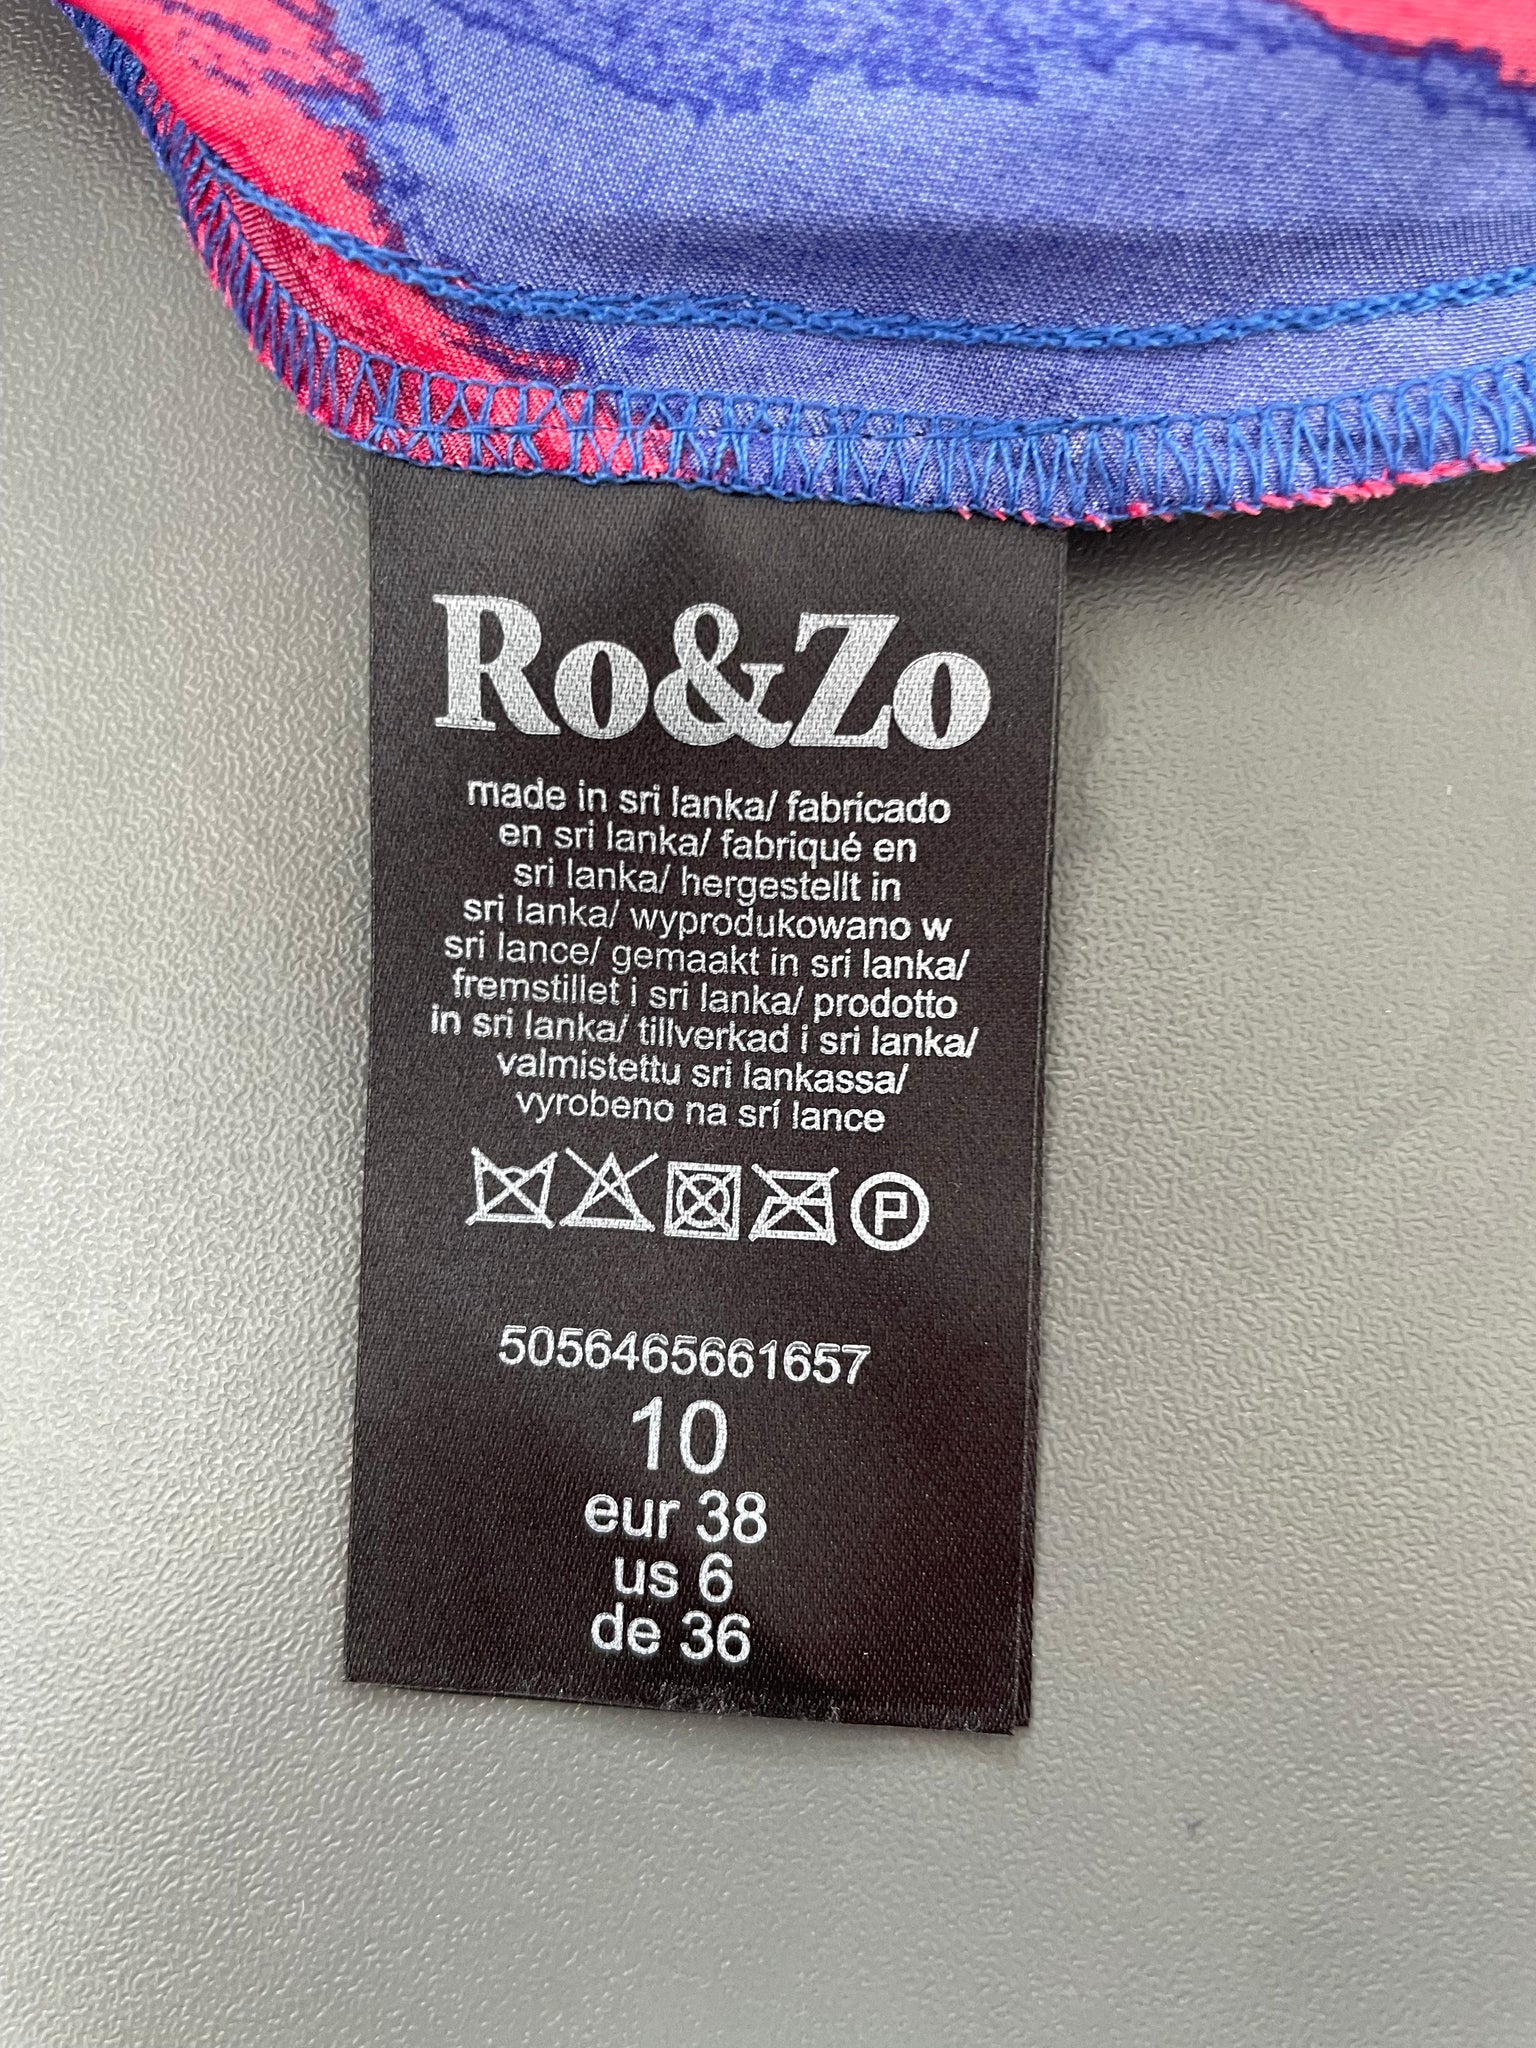 Ro&Zo
made in sri lanka/ fabricado
en sri lanka/ fabriqué en
sri lanka/ hergestellt in
sri lanka/ wyprodukowano w
sri lance/ gemaakt in sri lanka/
fremstillet i sri lanka/ prodotto
in sri lanka/ tillverkad i sri lanka/
valmistettu sri lankassa/
vyrobeno na srí lance
P
5056465661657
10
eur 38
us 6
de 36